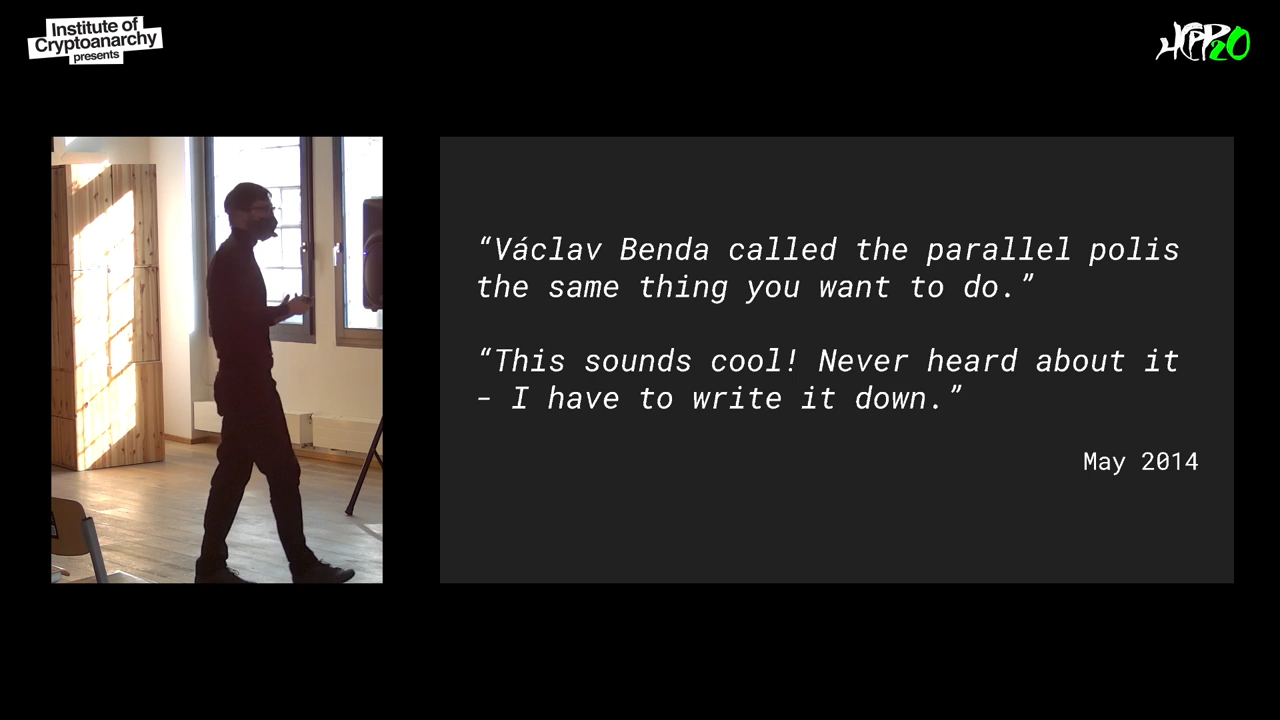 Institute of
Cryptoanarchy
presents
HCPP20
“Václav Benda called the parallel polis
the same thing you want to do.”
“This sounds cool! Never heard about it
- I have to write it down.”
May 2014